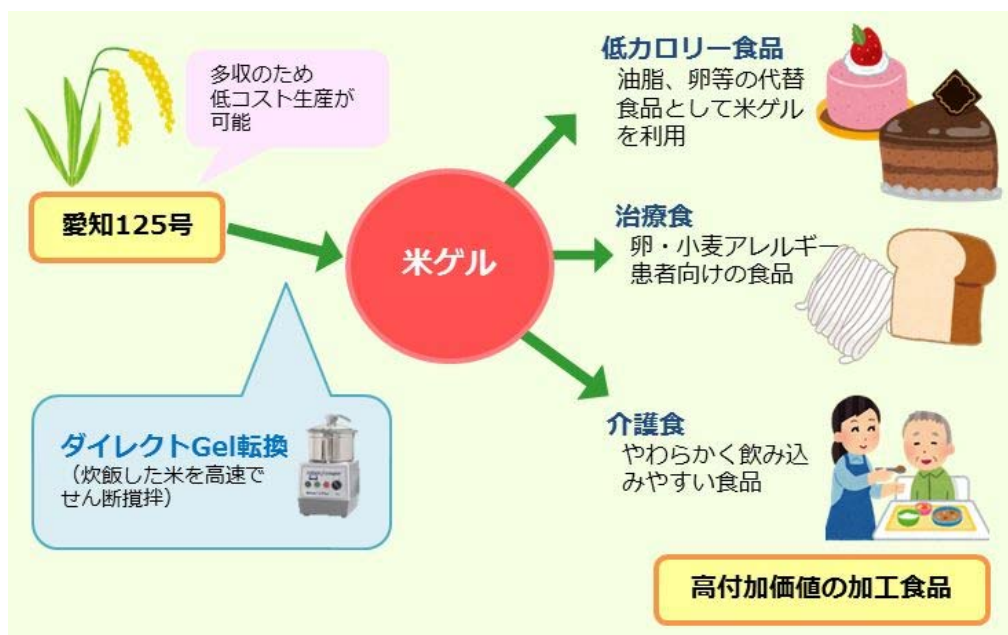 多収のため
低コスト生産が
可能
愛知125号
米ゲル
ダイレクトGel転換
（炊飯した米を高速で
せん断撹拌）
低カロリー食品
油脂、卵等の代替
食品として米ゲル
を利用
治療食
卵・小麦アレルギー
患者向けの食品
介護食
やわらかく飲み込
みやすい食品
高付加価値の加工食品